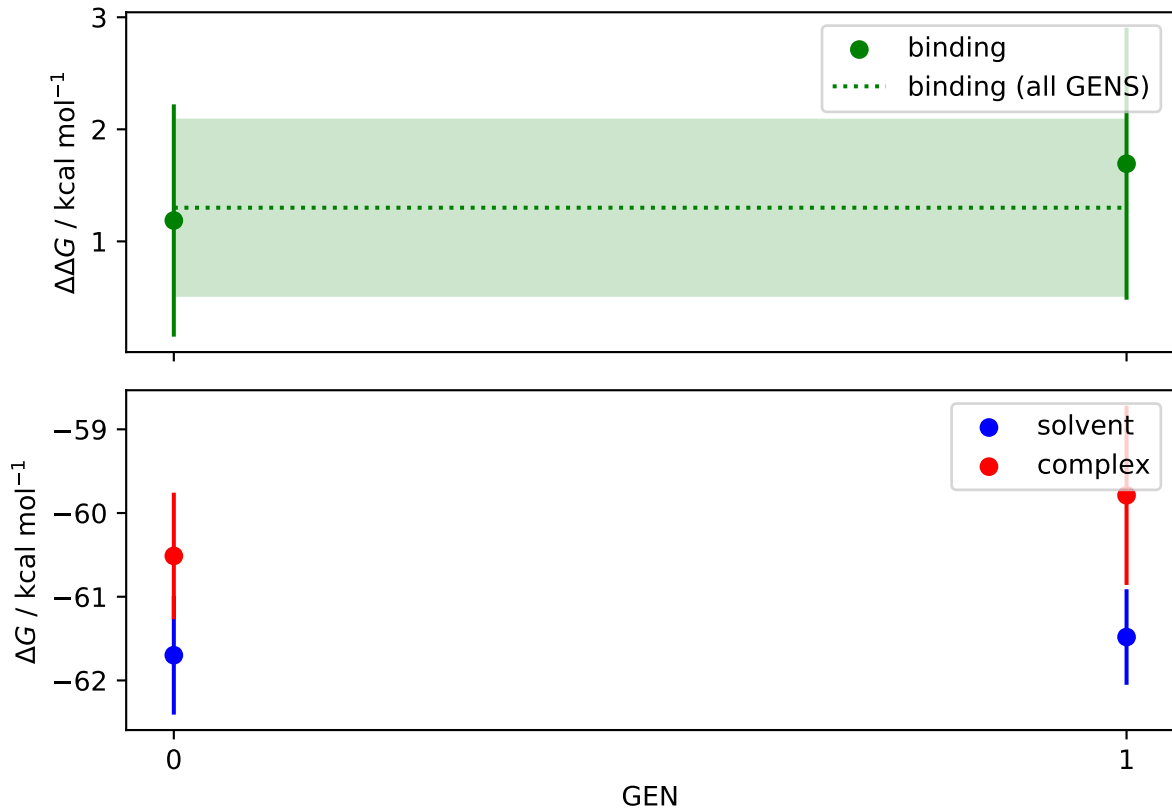 3
2
1
ΔΔG / kcal mol⁻¹
binding
binding (all GENS)
−59
−60
−61
−62
ΔG / kcal mol⁻¹
solvent
complex
0
1
GEN